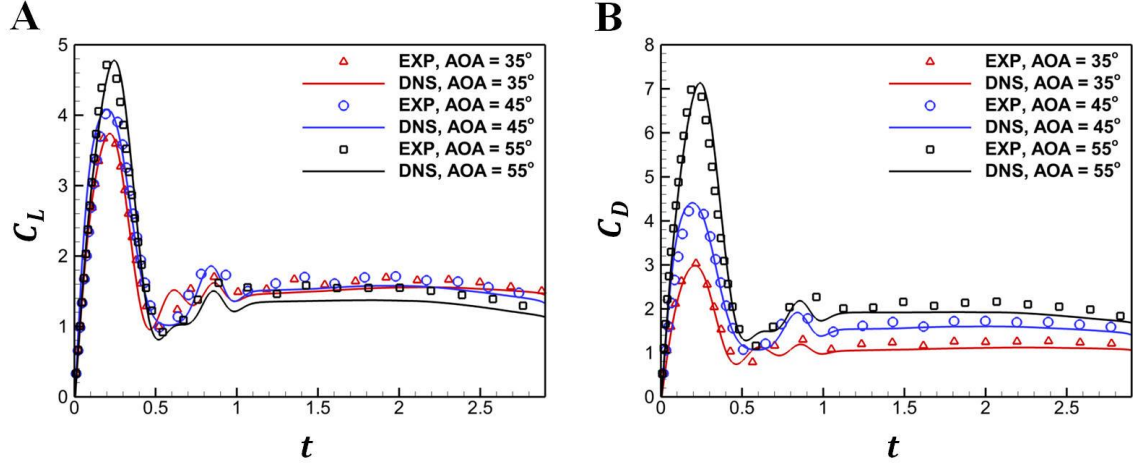 A
B
C_L
5
4
3
2
1
0
0
0.5
1
1.5
2
2.5
t
EXP, AOA = 35°
DNS, AOA = 35°
EXP, AOA = 45°
DNS, AOA = 45°
EXP, AOA = 55°
DNS, AOA = 55°
C_D
8
7
6
5
4
3
2
1
0
0
0.5
1
1.5
2
2.5
t
EXP, AOA = 35°
DNS, AOA = 35°
EXP, AOA = 45°
DNS, AOA = 45°
EXP, AOA = 55°
DNS, AOA = 55°